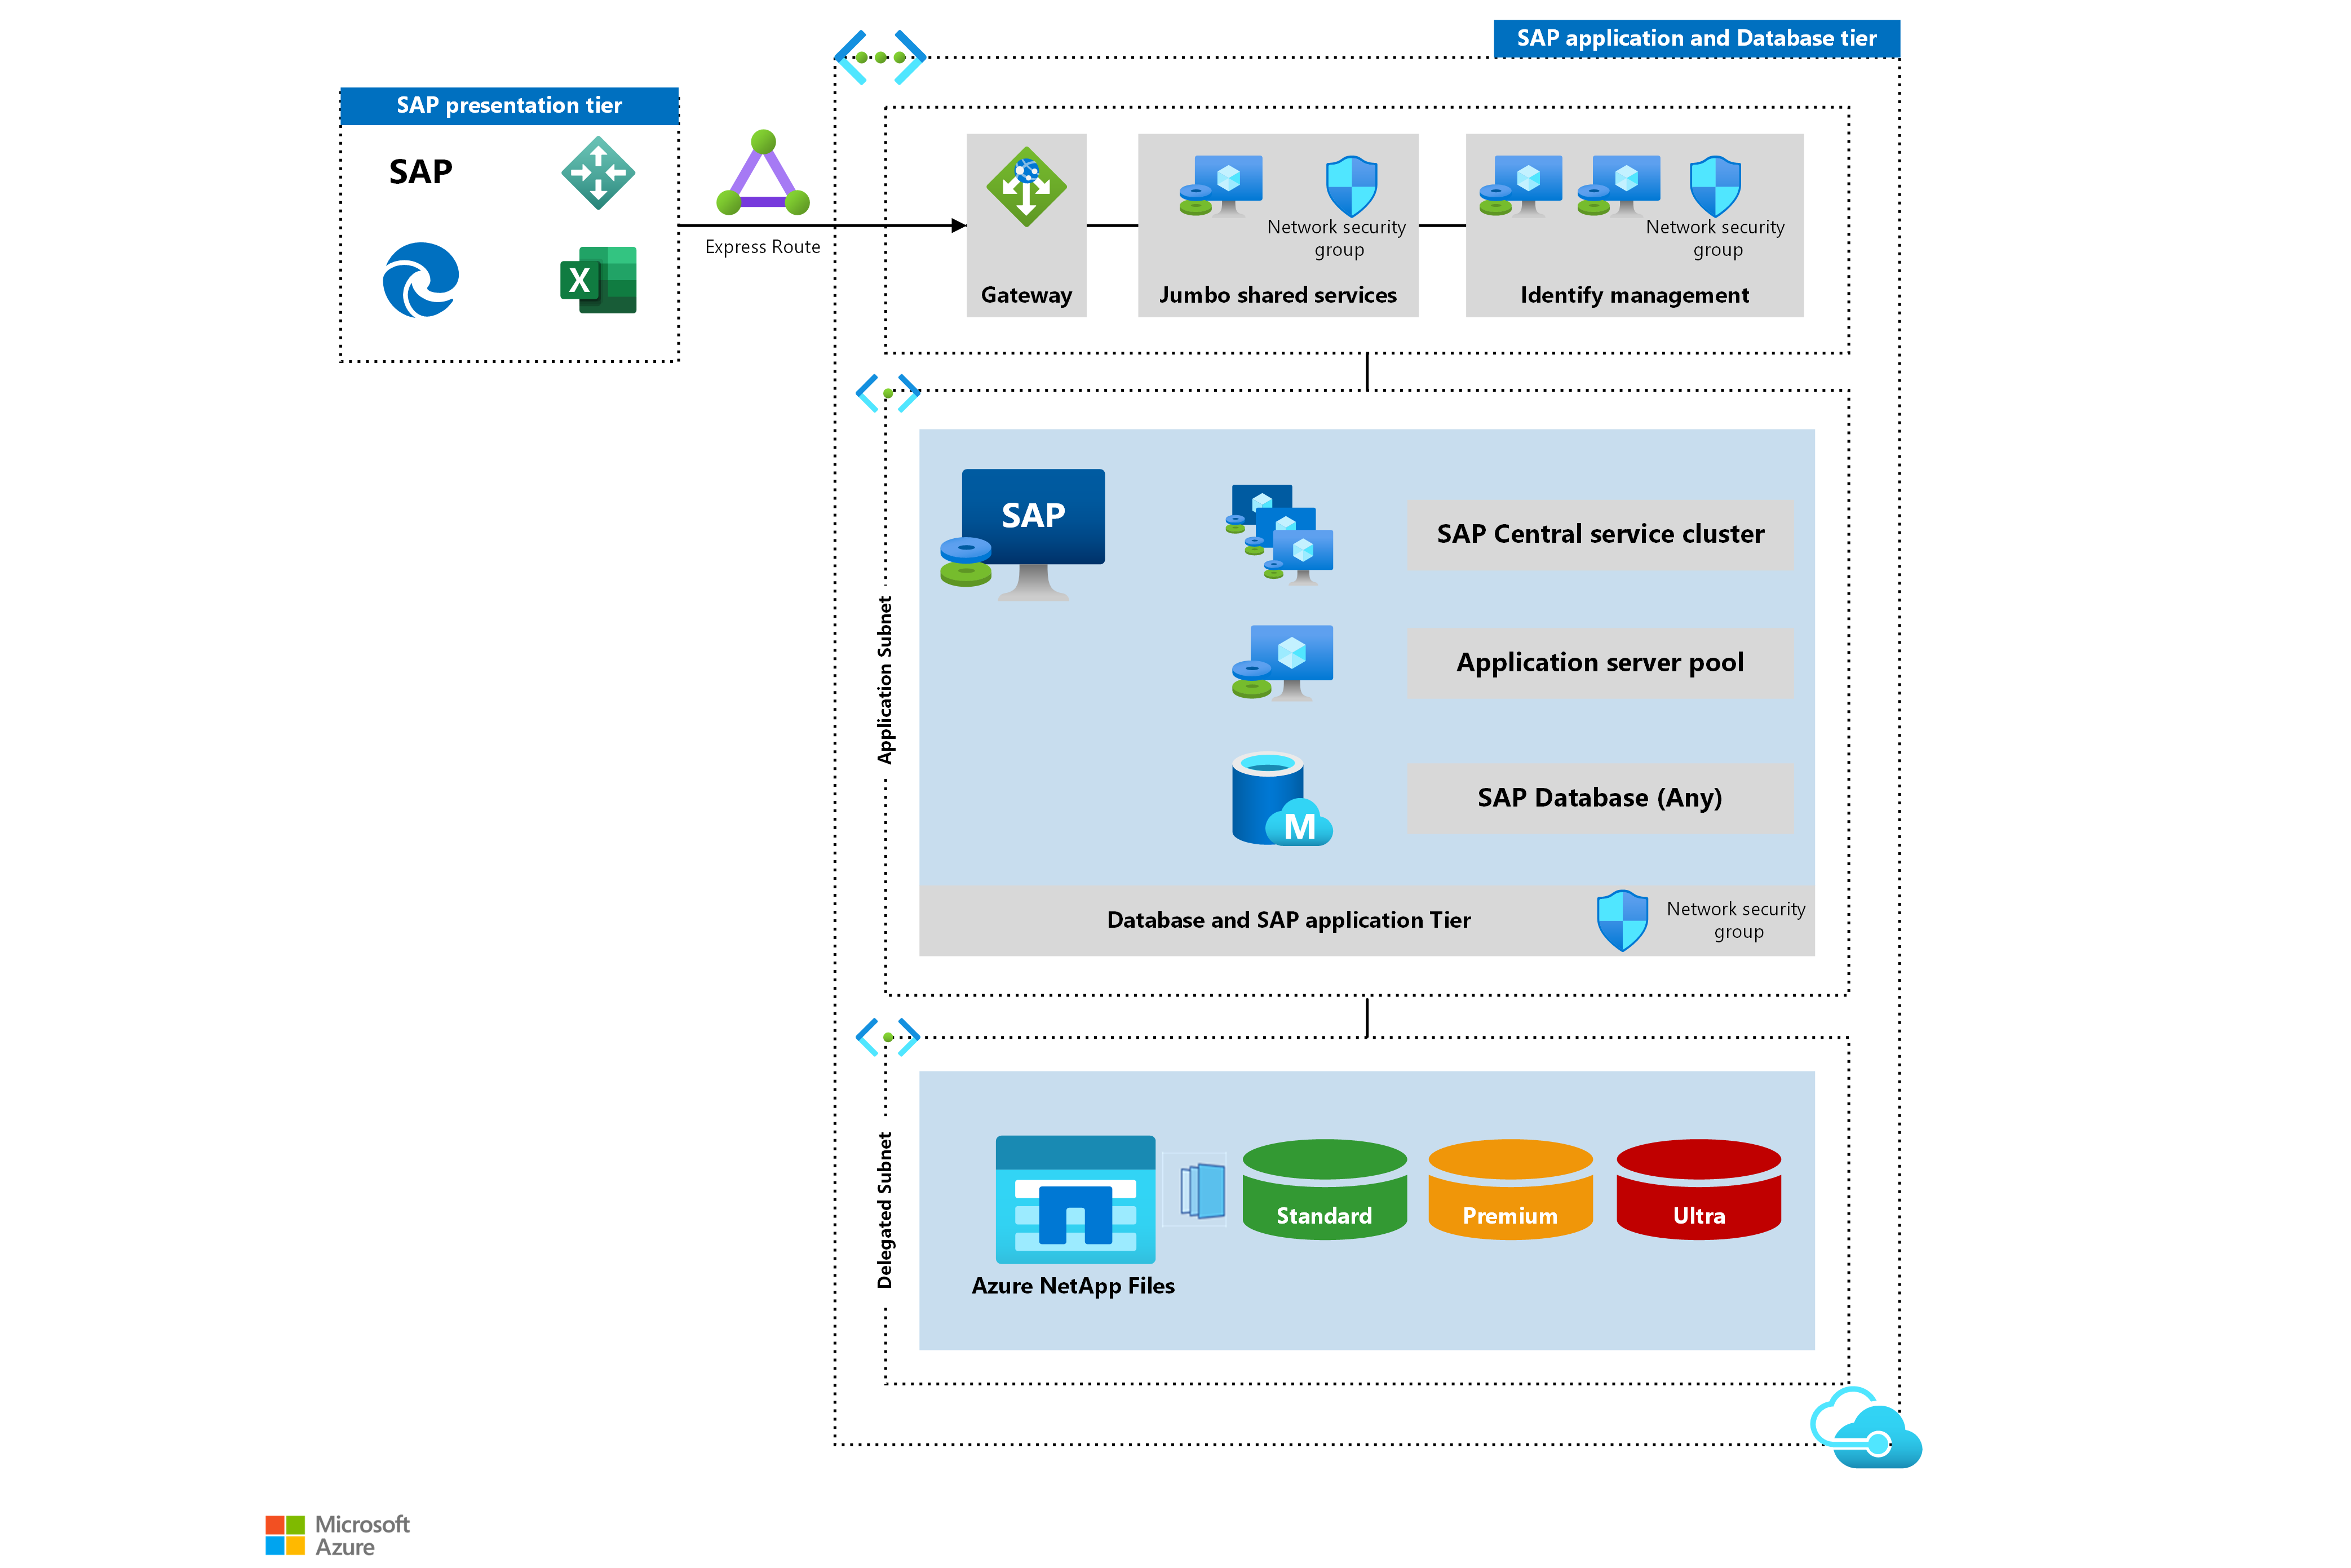 SAP application and Database tier
SAP presentation tier
SAP
X
Express Route
Gateway
Network security
group
Jumbo shared services
Network security
group
Identify management
Application Subnet
SAP
SAP Central service cluster
Application server pool
M
SAP Database (Any)
Database and SAP application Tier
Network security
group
Delegated Subnet
Azure NetApp Files
Standard
Premium
Ultra
Microsoft
Azure